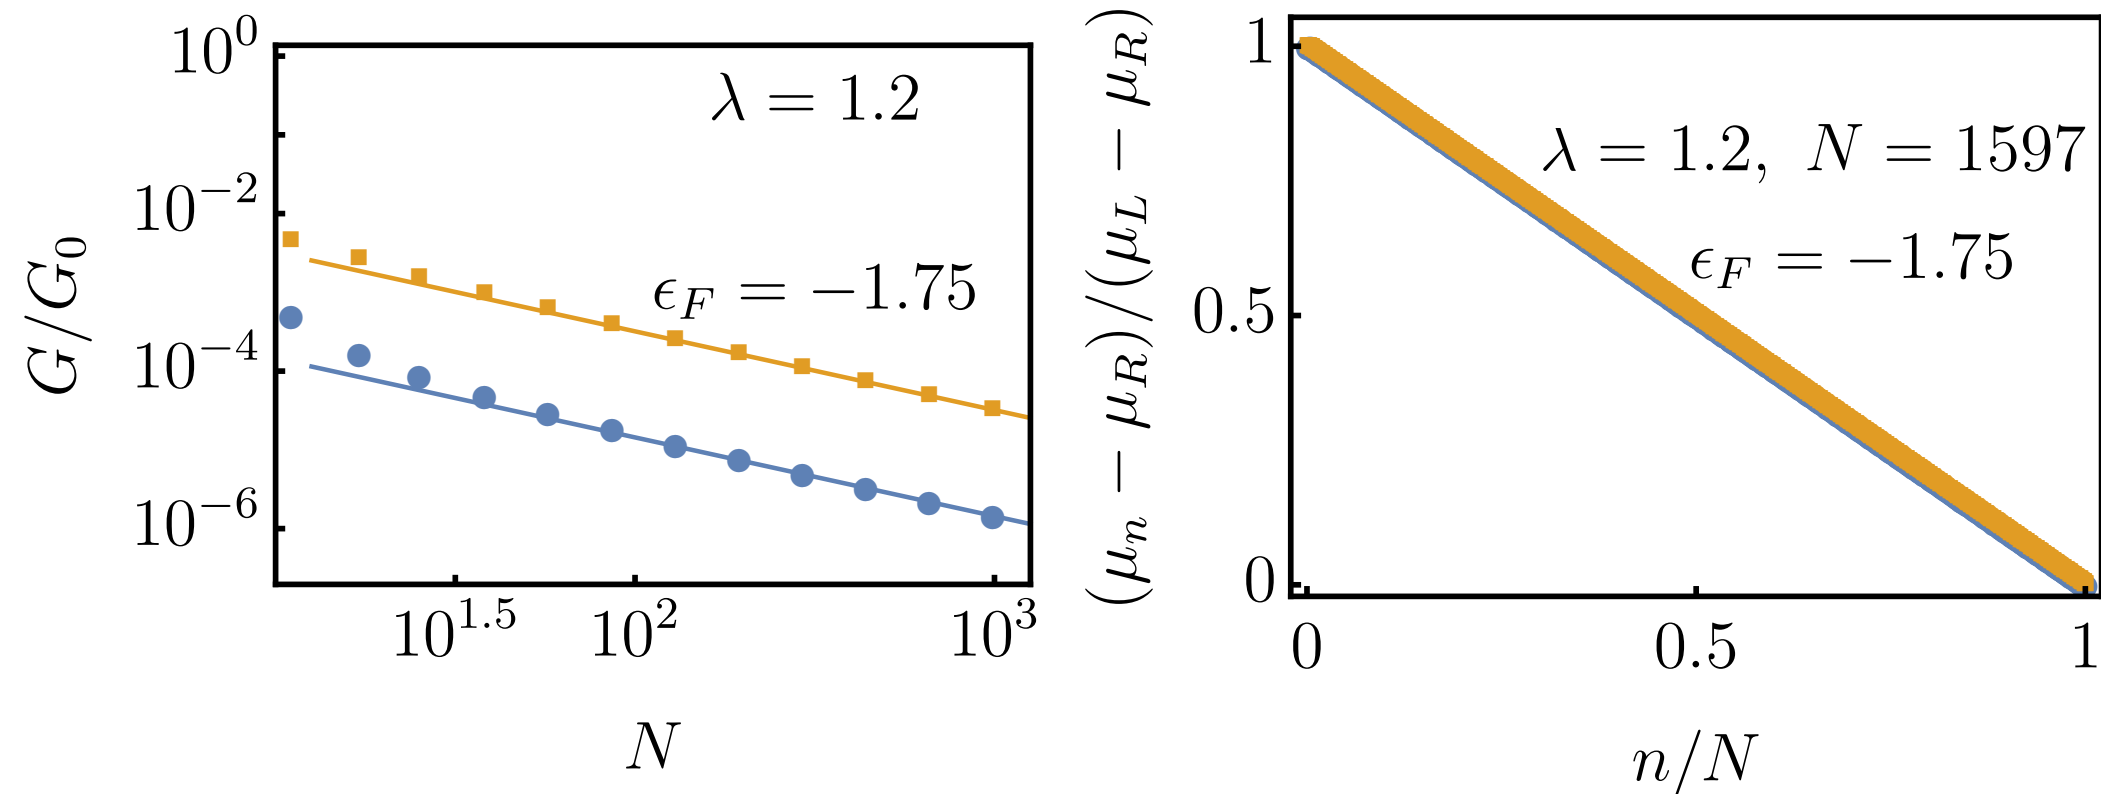 G/G_0
10^0
10^{-2}
10^{-4}
10^{-6}
λ = 1.2
ϵ_F = −1.75
10^{1.5}
10^2
10^3
N
(μ_n − μ_R)/(μ_L − μ_R)
1
0.5
0
λ = 1.2, N = 1597
ϵ_F = −1.75
0
0.5
1
n/N